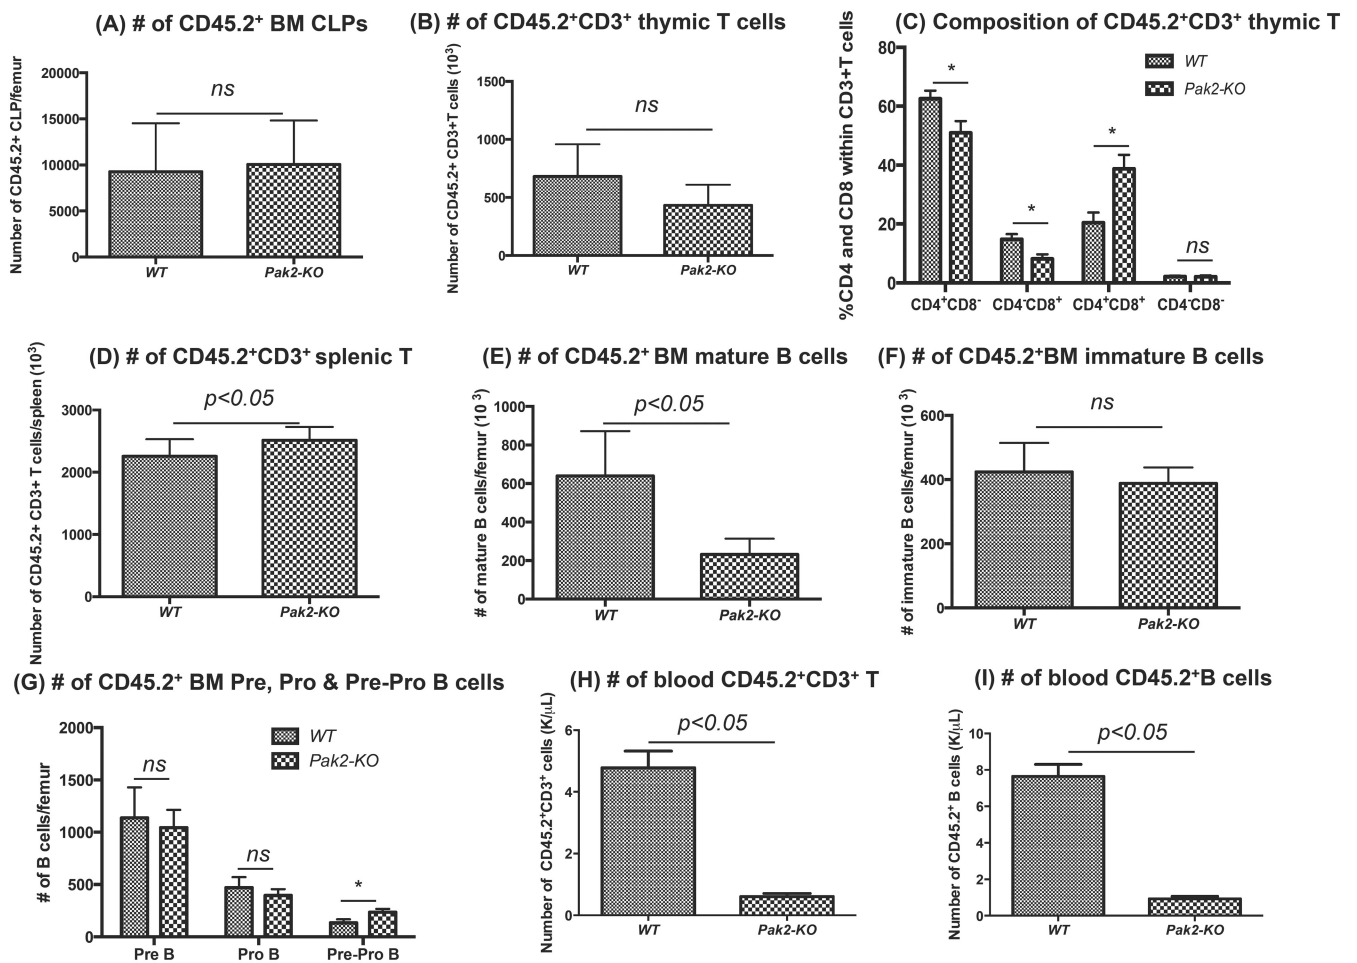 (A) # of CD45.2⁺ BM CLPs
Number of CD45.2+ CLP/femur
20000
15000
10000
5000
0
ns
WT
Pak2-KO
(B) # of CD45.2⁺CD3⁺ thymic T cells
Number of CD45.2+ CD3+T cells (10³)
1500
1000
500
0
ns
WT
Pak2-KO
(C) Composition of CD45.2⁺CD3⁺ thymic T
%CD4 and CD8 within CD3+T cells
80
60
40
20
0
WT
Pak2-KO
*
*
*
ns
CD4⁺CD8⁻
CD4⁻CD8⁺
CD4⁺CD8⁺
CD4⁻CD8⁻
(D) # of CD45.2⁺CD3⁺ splenic T
Number of CD45.2+ CD3+ T cells/spleen (10³)
3000
2000
1000
0
p<0.05
WT
Pak2-KO
(E) # of CD45.2⁺ BM mature B cells
# of mature B cells/femur (10 ³)
1000
800
600
400
200
0
p<0.05
WT
Pak2-KO
(F) # of CD45.2⁺BM immature B cells
# of immature B cells/femur (10 ³)
600
400
200
0
ns
WT
Pak2-KO
(G) # of CD45.2⁺ BM Pre, Pro & Pre-Pro B cells
# of B cells/femur
2000
1500
1000
500
0
WT
Pak2-KO
ns
ns
*
Pre B
Pro B
Pre-Pro B
(H) # of blood CD45.2⁺CD3⁺ T
Number of CD45.2⁺CD3⁺ cells (K/µL)
6
4
2
0
p<0.05
WT
Pak2-KO
(I) # of blood CD45.2⁺B cells
Number of CD45.2⁺ B cells (K/µL)
10
8
6
4
2
0
p<0.05
WT
Pak2-KO